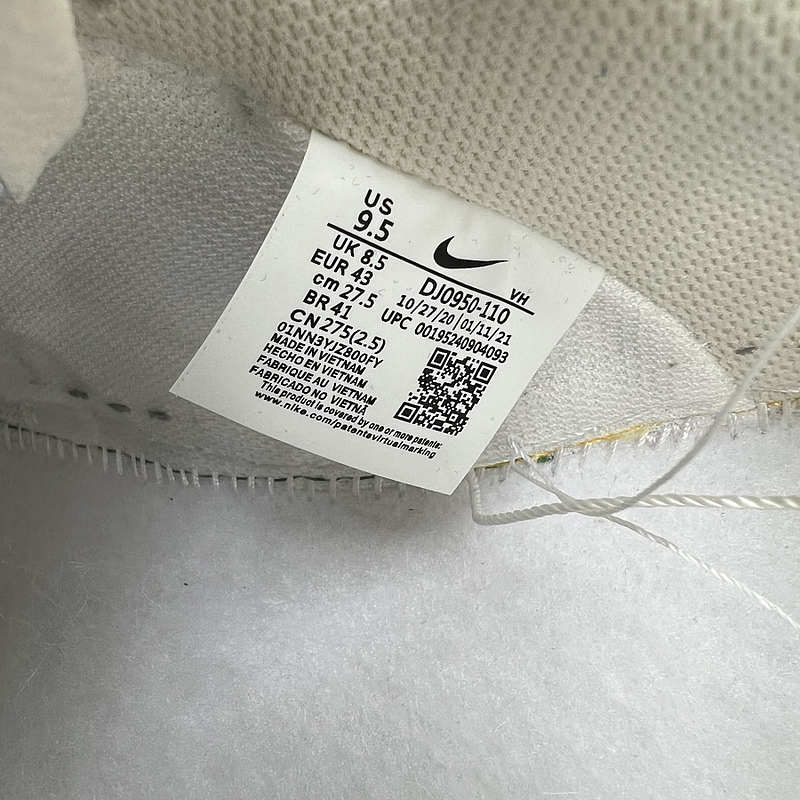 US
9.5
UK 8.5
EUR 43
cm 27.5
BR 41
CN 275(2.5)
01NN3YJZ800FY
MADE IN VIETNAM
HECHO EN VIETNAM
FABRIQUE AU VIETNAM
FABRICADO NO VIETNÃ
This product is covered by one or more patents:
www.nike.com/patentsvirtualmarking
VH
DJ0950-110
10/27/20|01/11/21
UPC 00195240904093